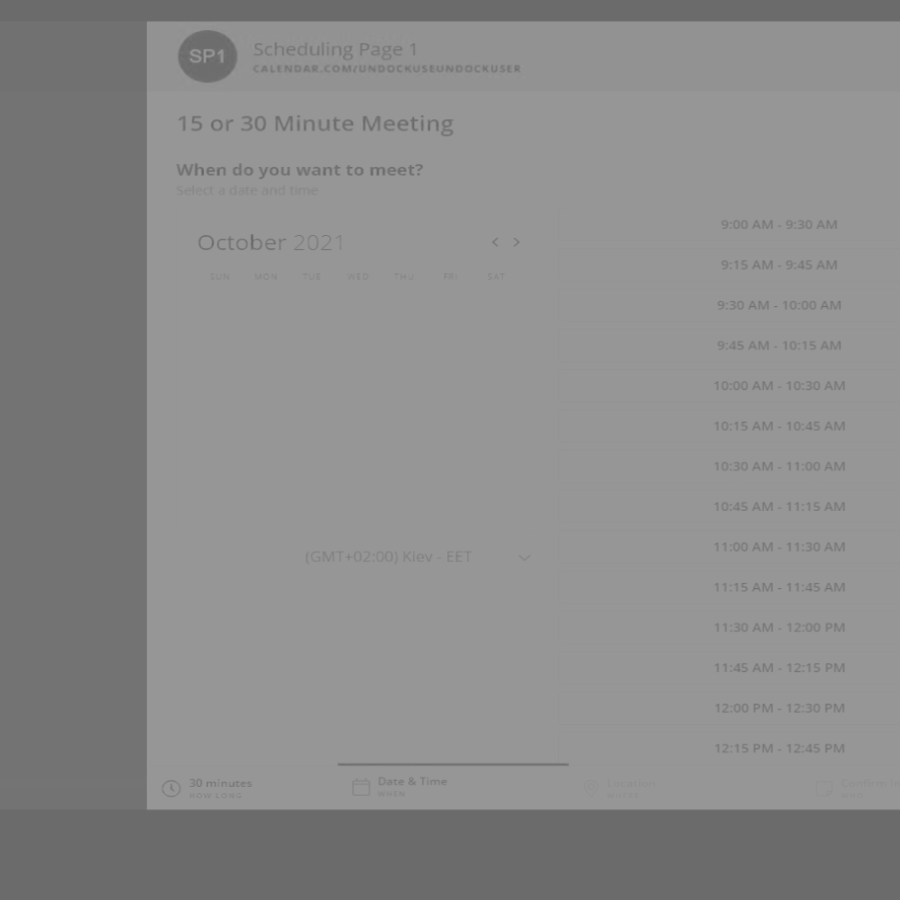 SP1
Scheduling Page 1
CALENDAR.COM/UNDOCKUSEUNDOCKUSER
15 or 30 Minute Meeting
When do you want to meet?
Select a date and time
October 2021
SUN MON TUE WED THU FRI SAT
(GMT+02:00) Kiev - EET
9:00 AM - 9:30 AM
9:15 AM - 9:45 AM
9:30 AM - 10:00 AM
9:45 AM - 10:15 AM
10:00 AM - 10:30 AM
10:15 AM - 10:45 AM
10:30 AM - 11:00 AM
10:45 AM - 11:15 AM
11:00 AM - 11:30 AM
11:15 AM - 11:45 AM
11:30 AM - 12:00 PM
11:45 AM - 12:15 PM
12:00 PM - 12:30 PM
12:15 PM - 12:45 PM
30 minutes
HOW LONG
Date & Time
WHEN
Location
WHERE